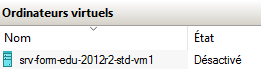 Ordinateurs virtuels
Nom État
srv-form-edu-2012r2-std-vm1 Désactivé